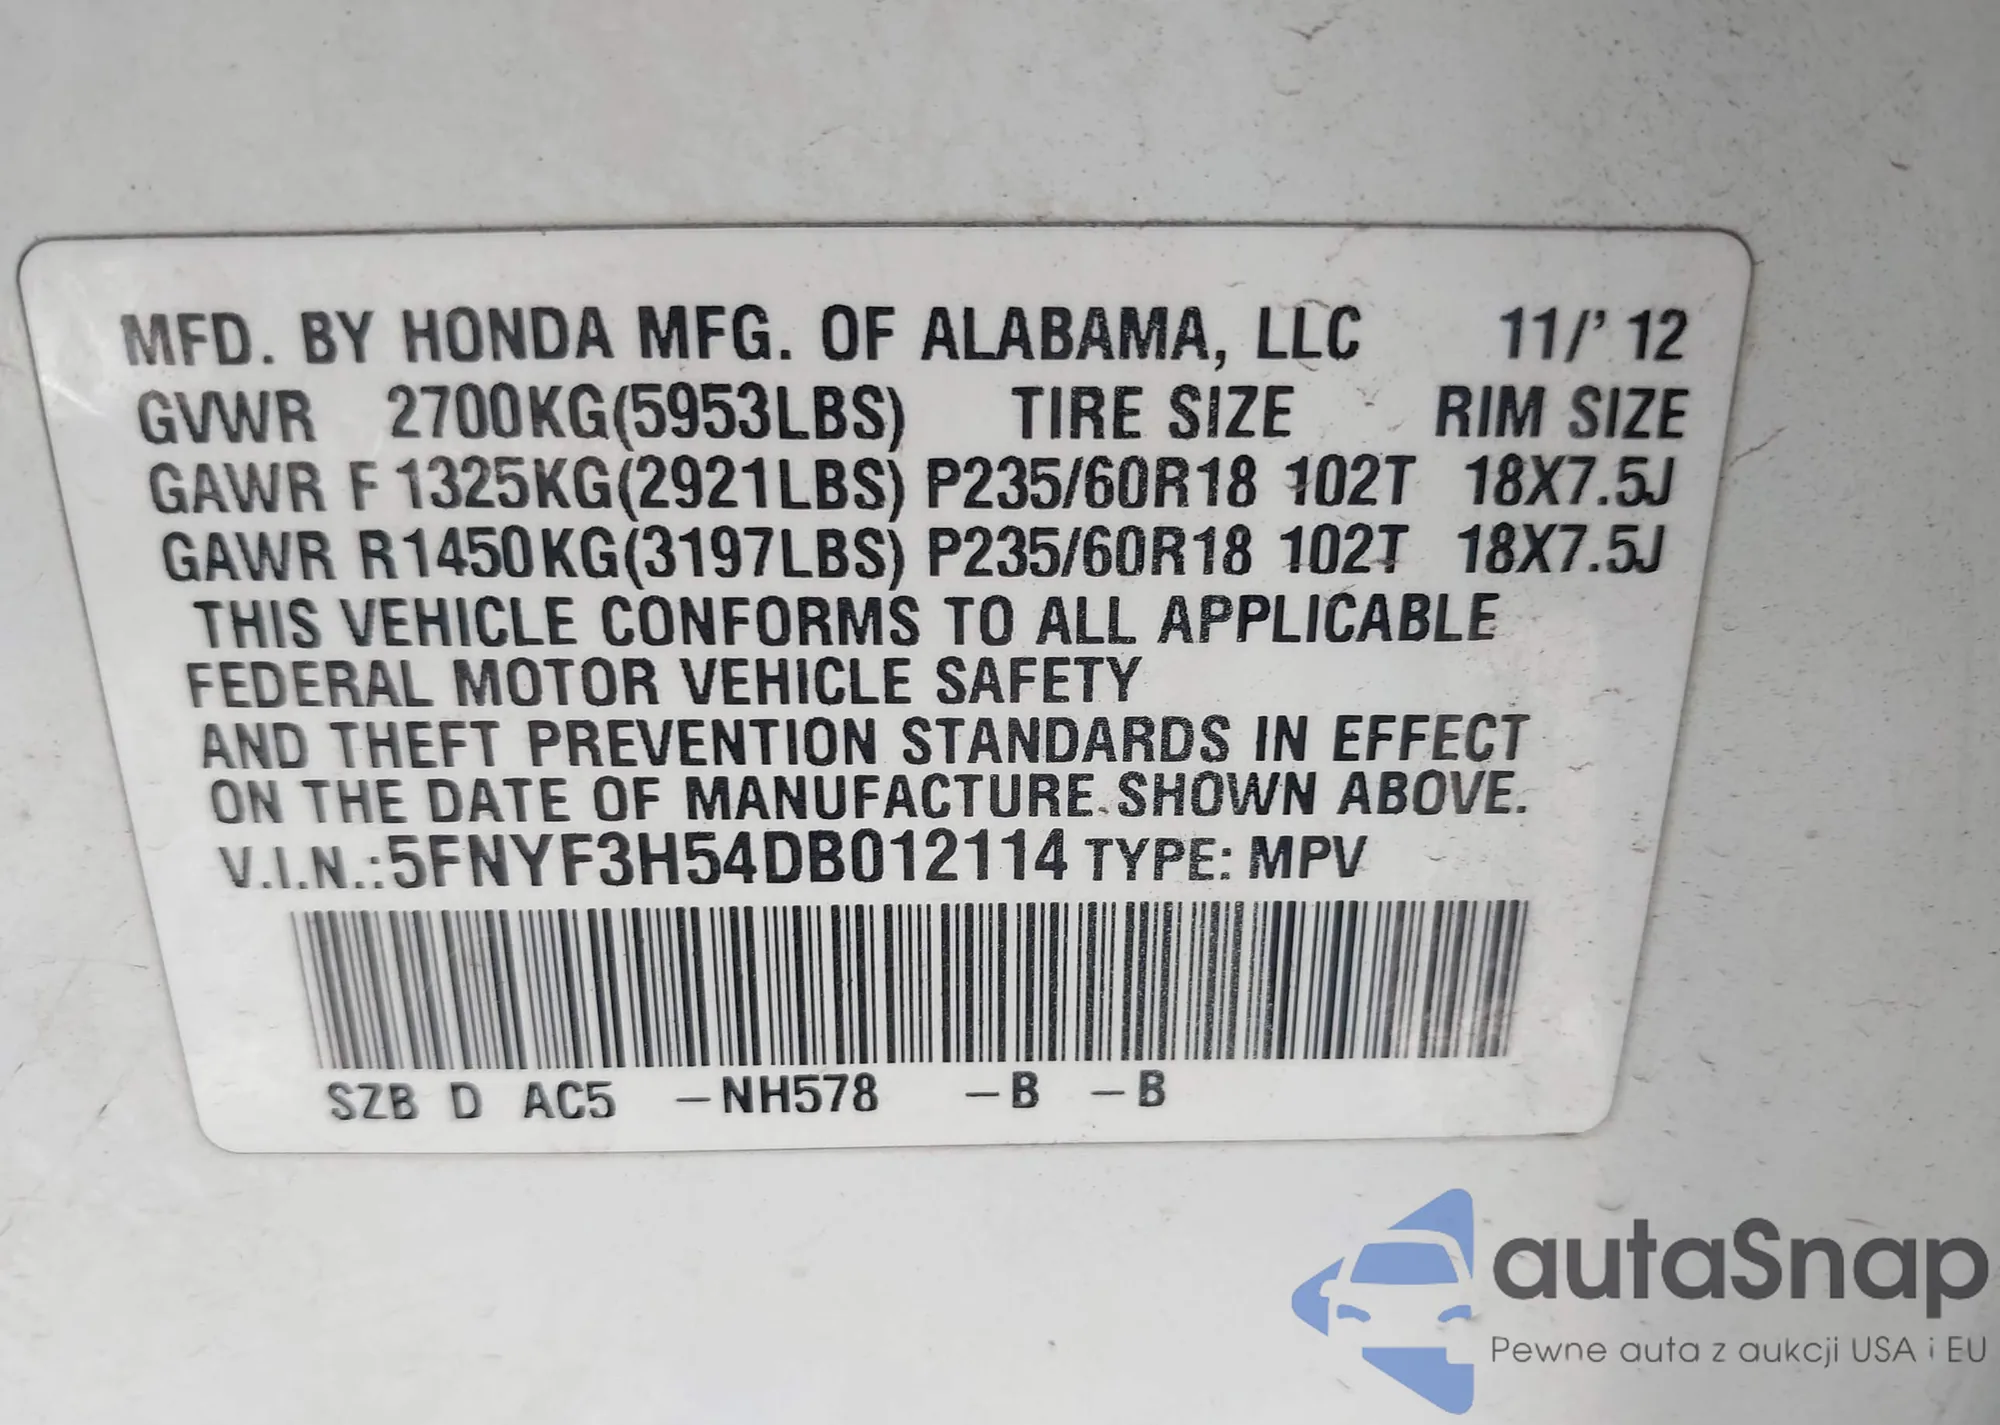 MFD. BY HONDA MFG. OF ALABAMA, LLC 11/'12
GVWR 2700KG(5953LBS) TIRE SIZE RIM SIZE
GAWR F 1325KG(2921LBS) P235/60R18 102T 18X7.5J
GAWR R1450KG(3197LBS) P235/60R18 102T 18X7.5J
THIS VEHICLE CONFORMS TO ALL APPLICABLE
FEDERAL MOTOR VEHICLE SAFETY
AND THEFT PREVENTION STANDARDS IN EFFECT
ON THE DATE OF MANUFACTURE SHOWN ABOVE.
V.I.N.:5FNYF3H54DB012114 TYPE: MPV
SZB D AC5 –NH578 –B –B
autaSnap
Pewne auta z aukcji USA i EU